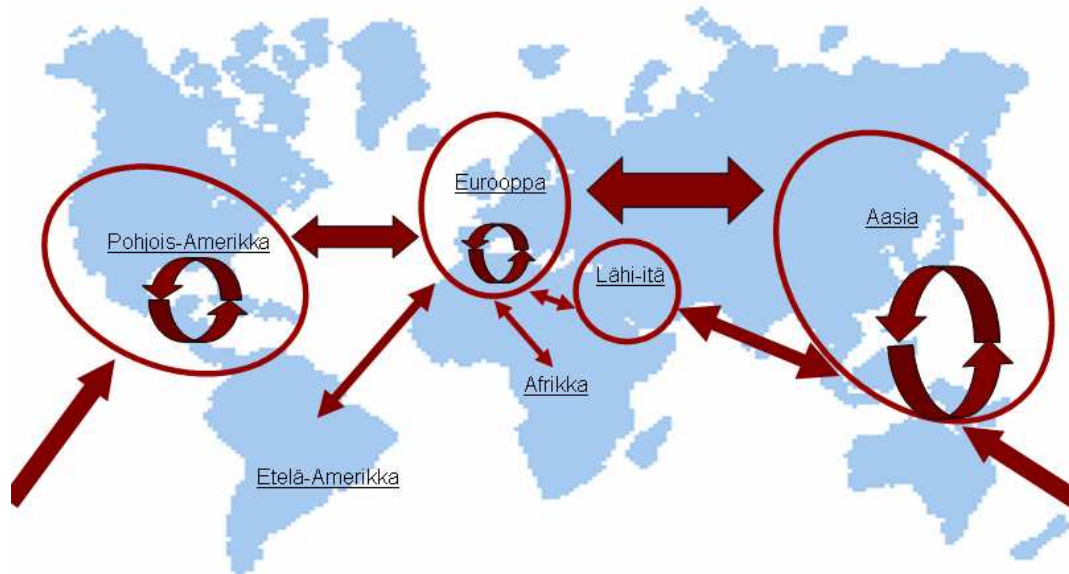 Eurooppa
Aasia
Pohjois-Amerikka
Lähi-itä
Afrikka
Etelä-Amerikka